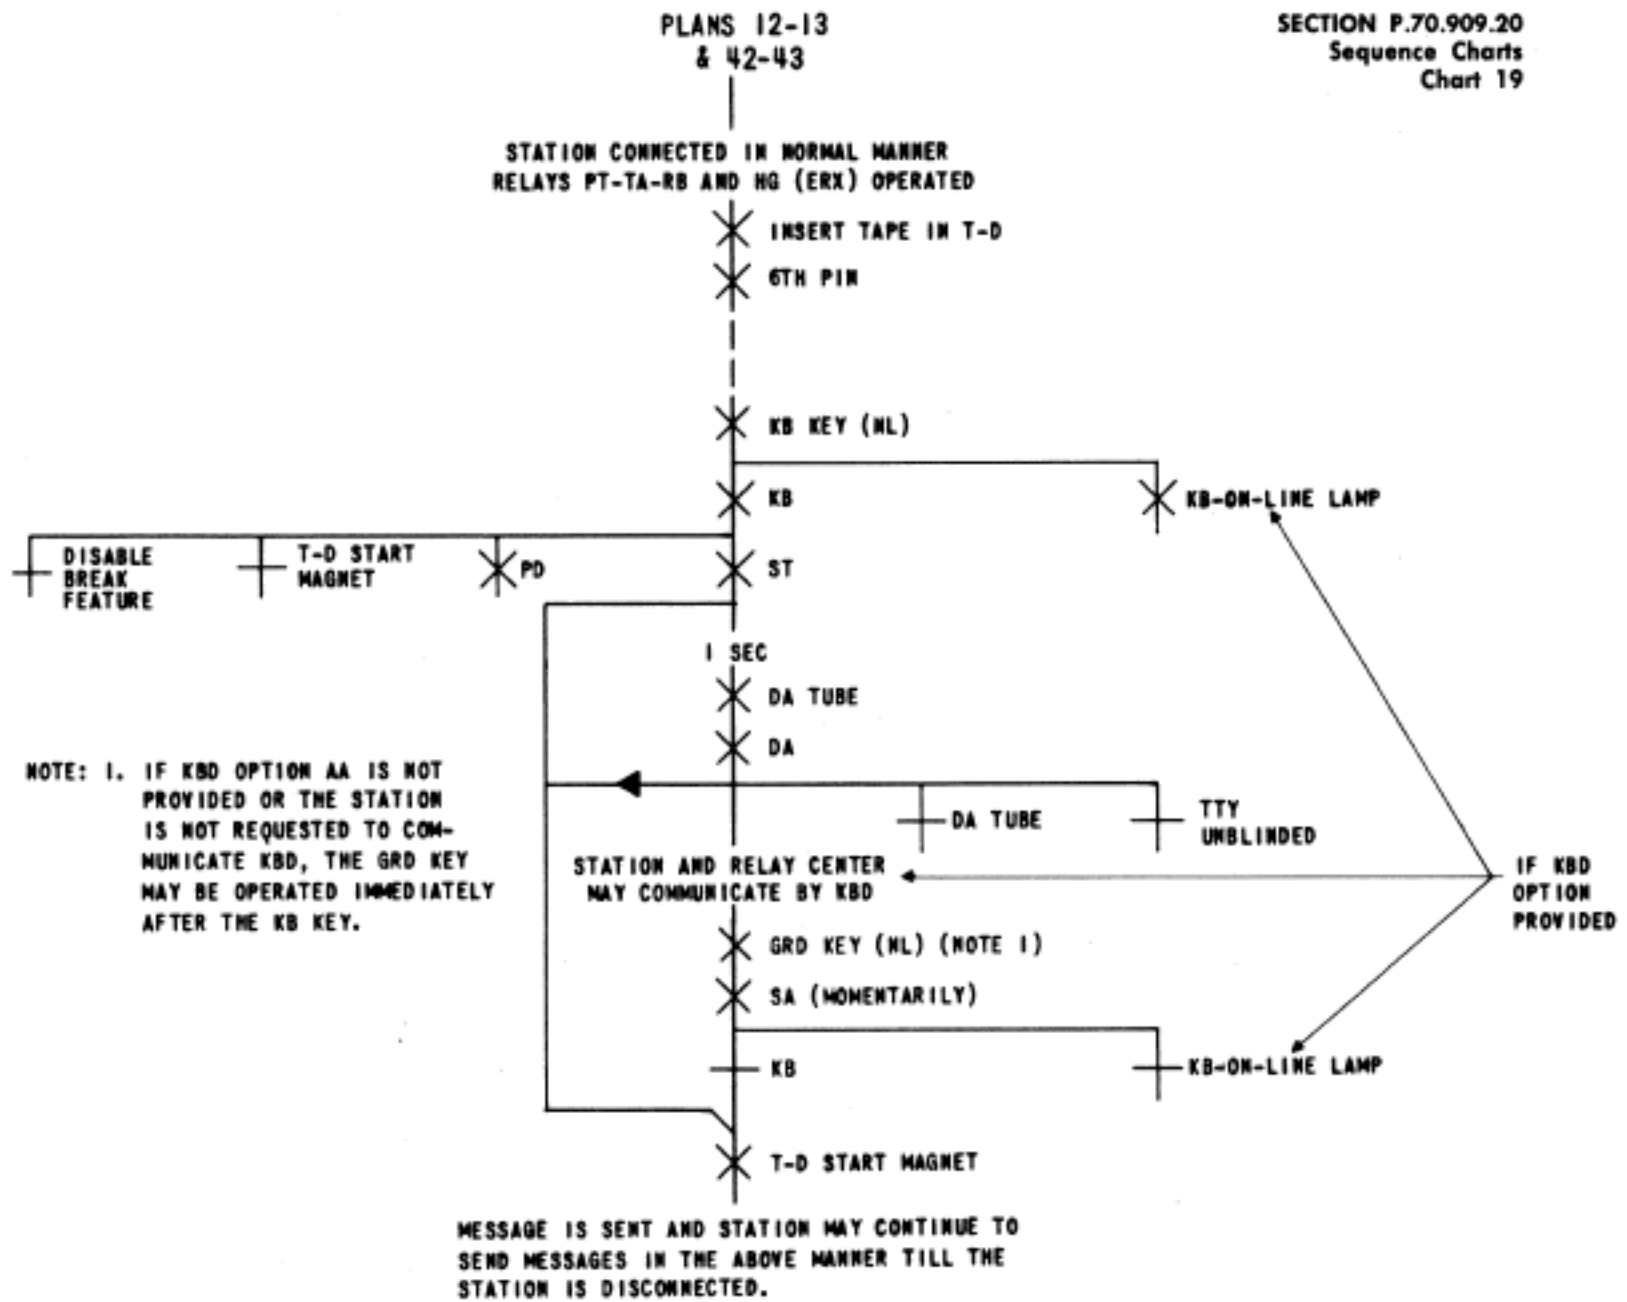 PLANS 12-13
& 42-43
SECTION P.70.909.20
Sequence Charts
Chart 19
STATION CONNECTED IN NORMAL MANNER
RELAYS PT-TA-RB AND HG (ERX) OPERATED
INSERT TAPE IN T-D
6TH PIN
KB KEY (NL)
KB
KB-ON-LINE LAMP
DISABLE
BREAK
FEATURE
T-D START
MAGNET
PD
ST
1 SEC
DA TUBE
DA
NOTE: 1. IF KBD OPTION AA IS NOT
PROVIDED OR THE STATION
IS NOT REQUESTED TO COM-
MUNICATE KBD, THE GRD KEY
MAY BE OPERATED IMMEDIATELY
AFTER THE KB KEY.
DA TUBE
TTY
UNBLINDED
STATION AND RELAY CENTER
MAY COMMUNICATE BY KBD
IF KBD
OPTION
PROVIDED
GRD KEY (NL) (NOTE 1)
SA (MOMENTARILY)
KB
KB-ON-LINE LAMP
T-D START MAGNET
MESSAGE IS SENT AND STATION MAY CONTINUE TO
SEND MESSAGES IN THE ABOVE MANNER TILL THE
STATION IS DISCONNECTED.